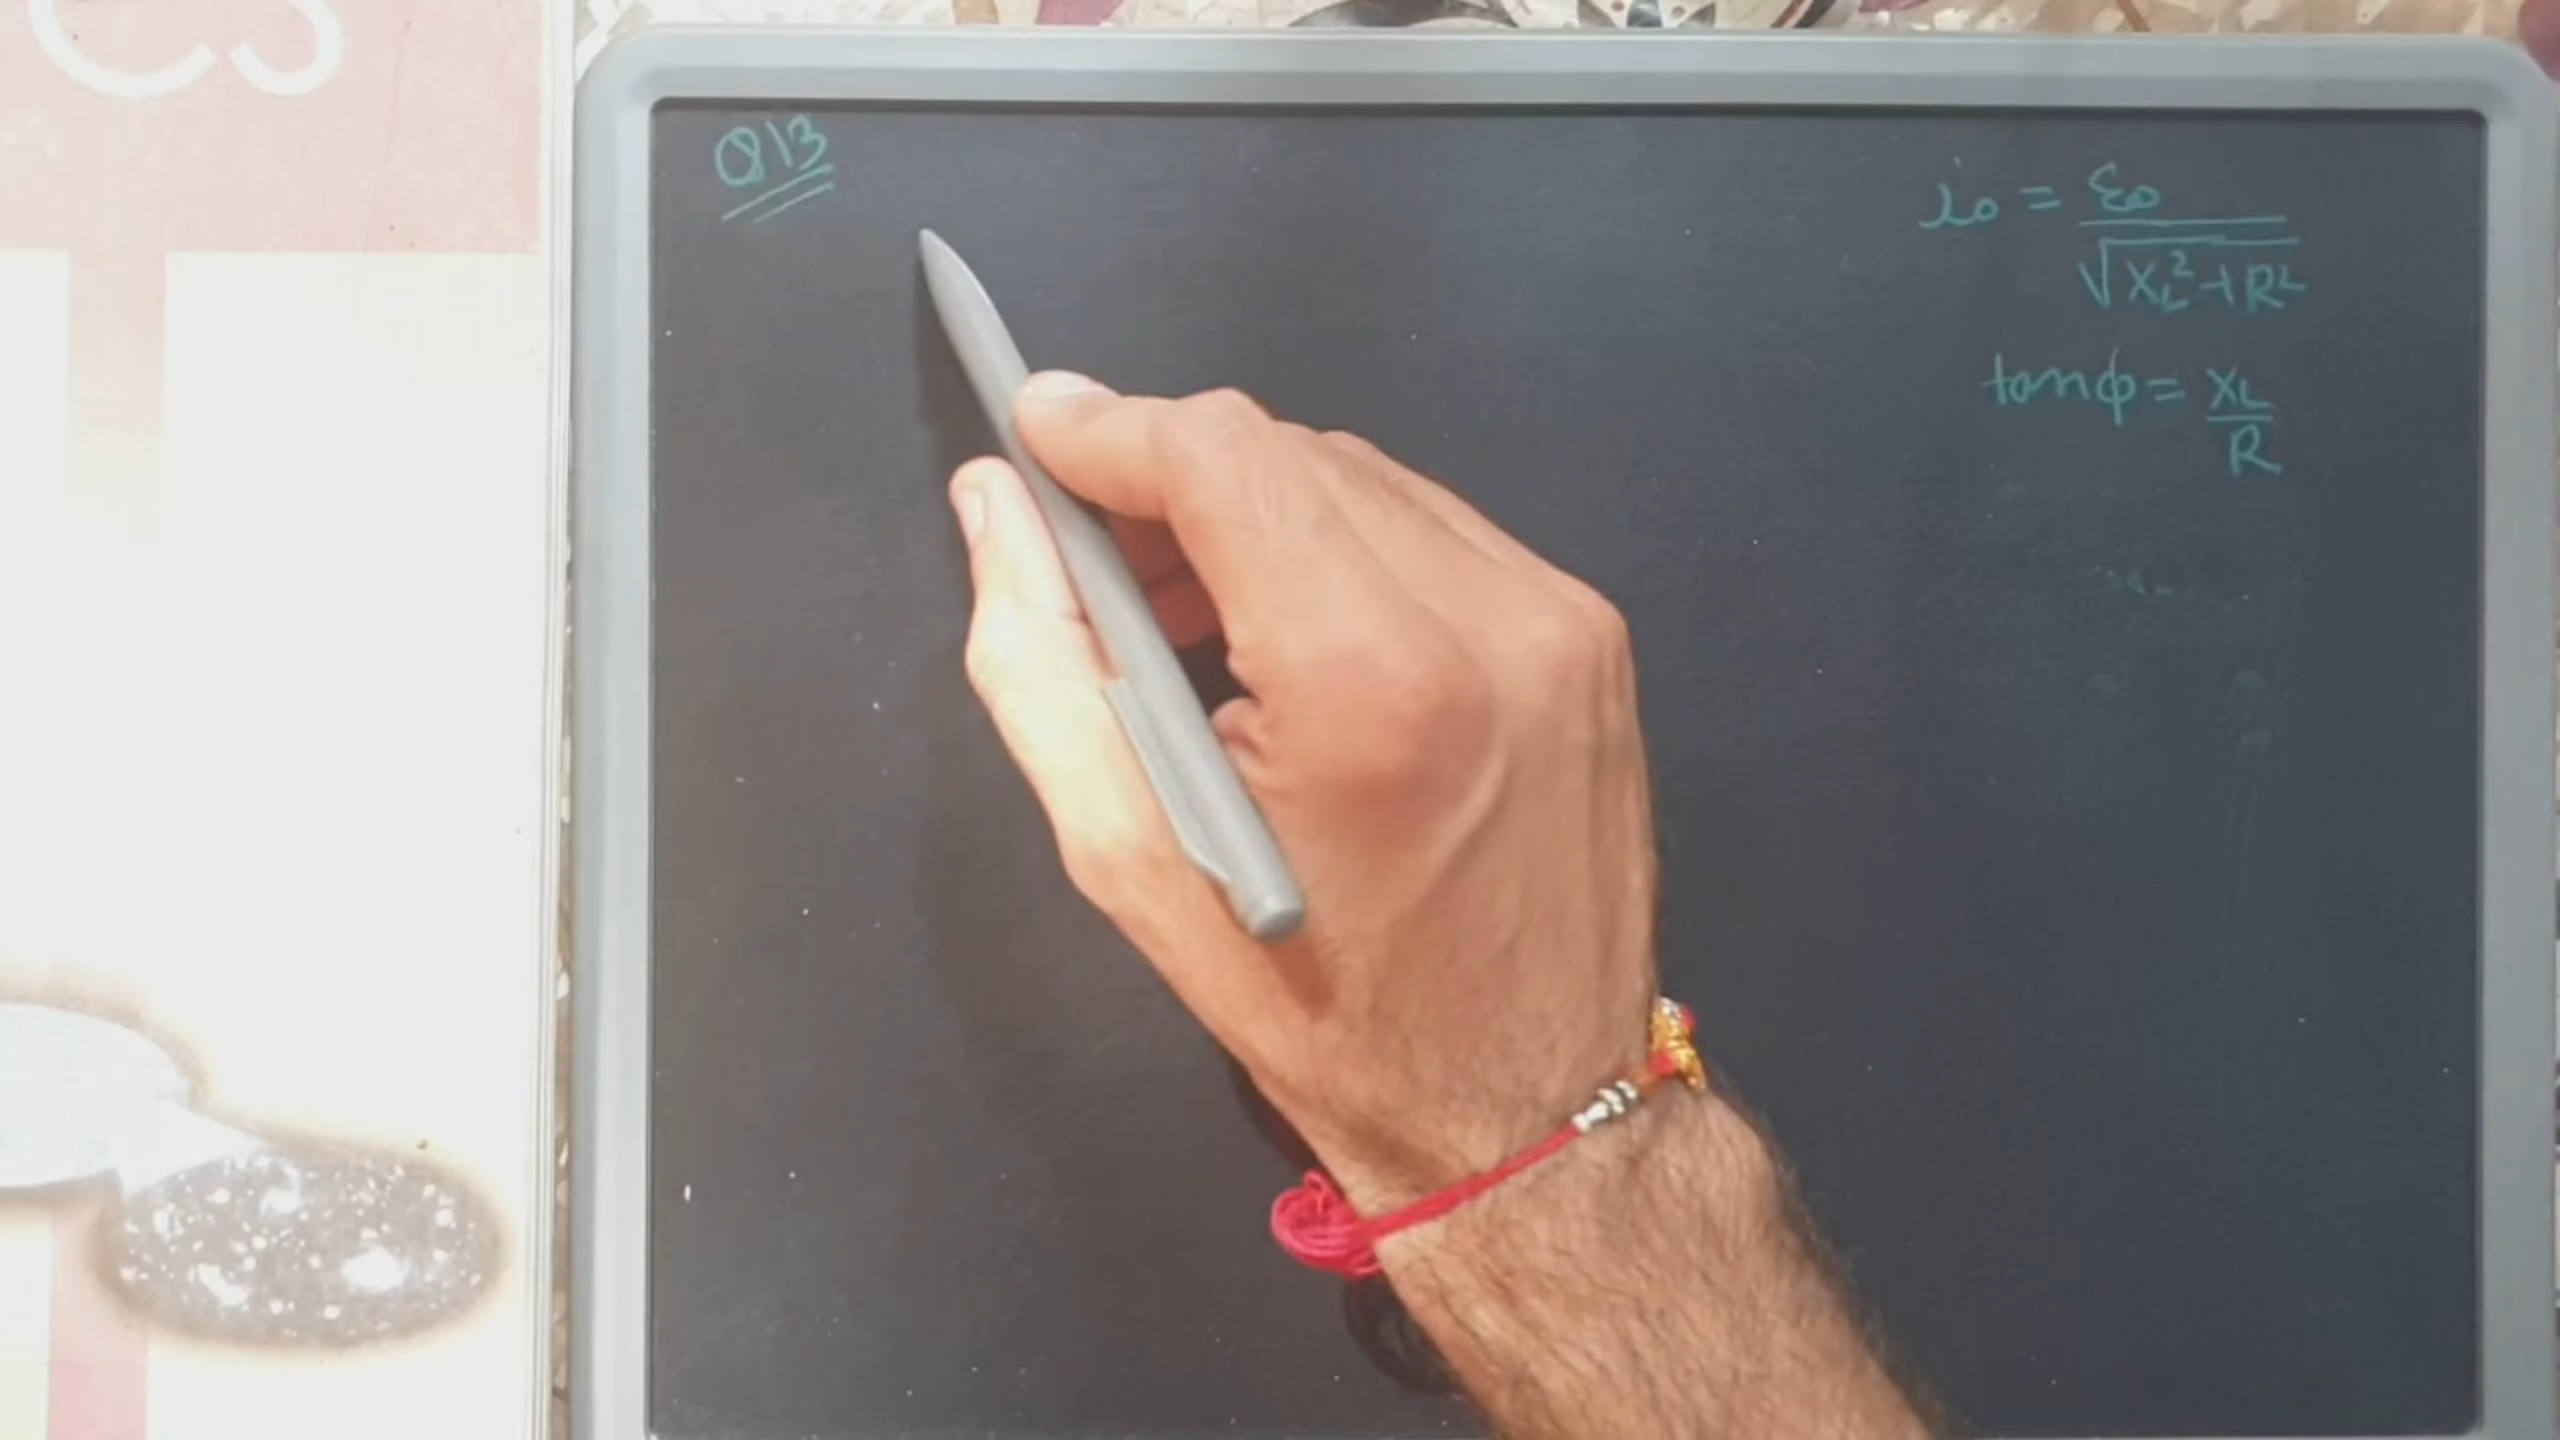 Q13
i₀ = ε₀ / √(X_L² + R²)
tanφ = X_L / R